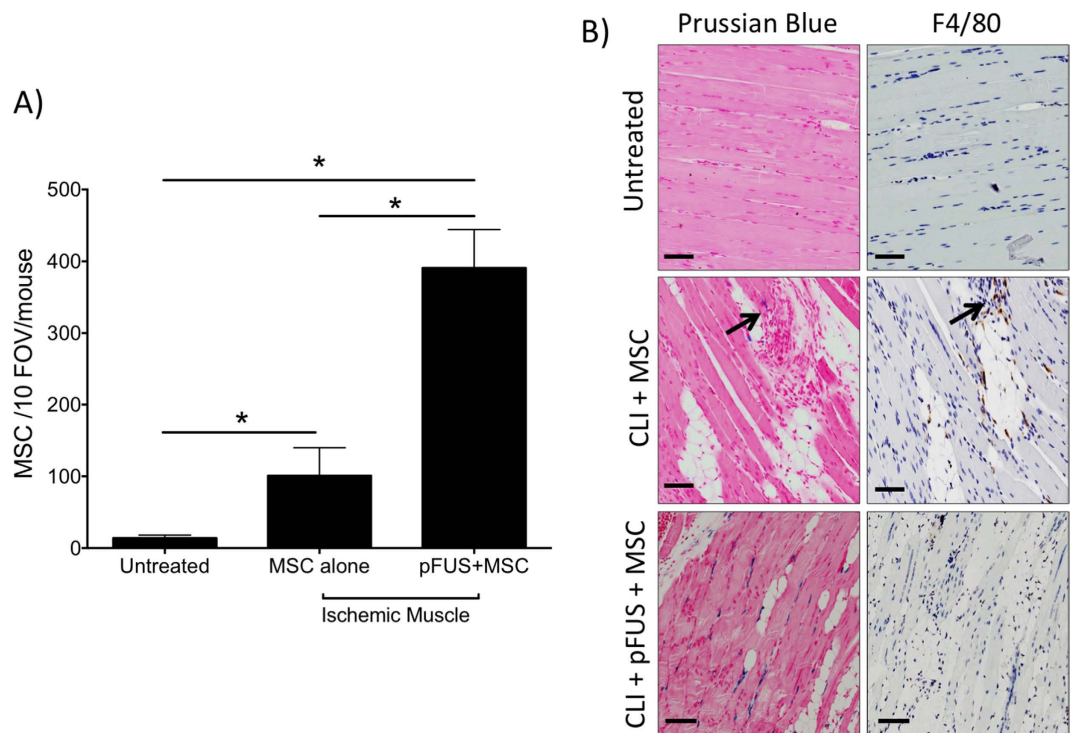 A)
*
*
*
MSC /10 FOV/mouse
500
400
300
200
100
0
Untreated MSC alone pFUS+MSC
Ischemic Muscle
B)
Prussian Blue F4/80
Untreated
CLI + MSC
CLI + pFUS + MSC